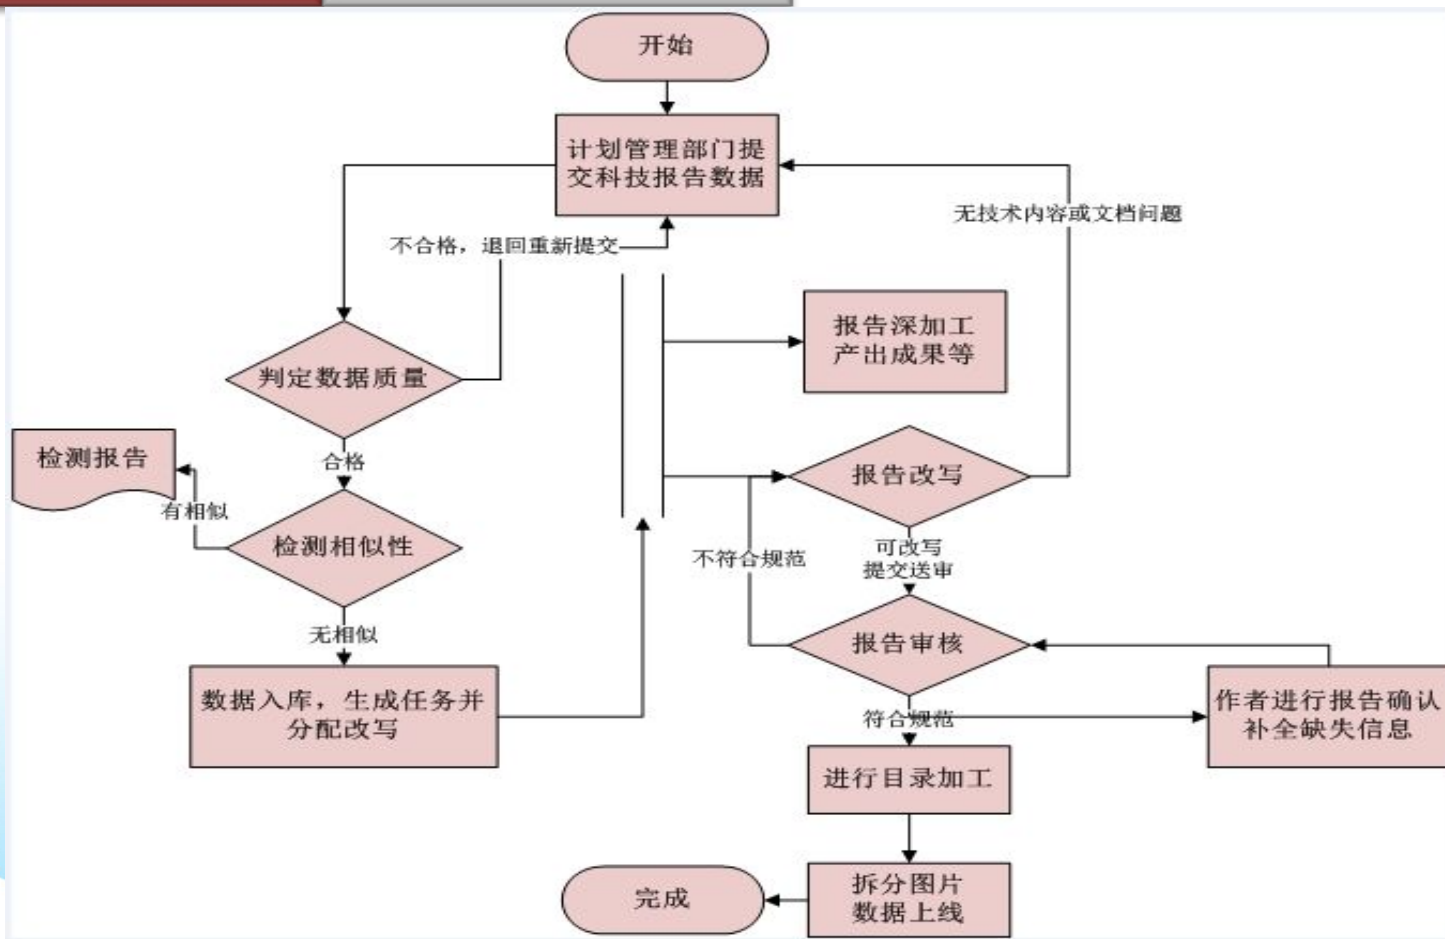 开始
计划管理部门提
交科技报告数据
无技术内容或文档问题
不合格，退回重新提交
报告深加工
产出成果等
判定数据质量
合格
检测报告
有相似
报告改写
检测相似性
不符合规范
可改写
提交送审
无相似
报告审核
数据入库，生成任务并
分配改写
符合规范
作者进行报告确认
补全缺失信息
进行目录加工
拆分图片
数据上线
完成